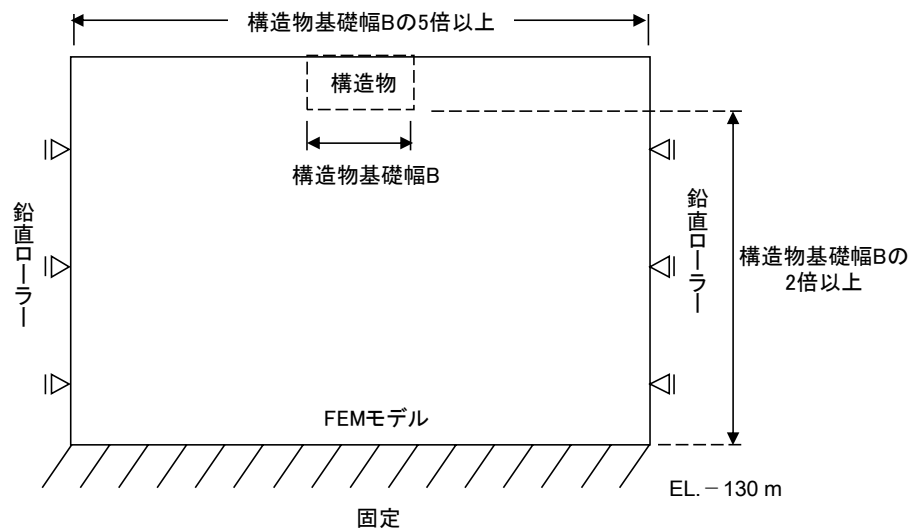 構造物基礎幅Bの5倍以上
構造物
構造物基礎幅B
鉛直ローラー
鉛直ローラー
構造物基礎幅Bの
2倍以上
FEMモデル
EL.－130 m
固定